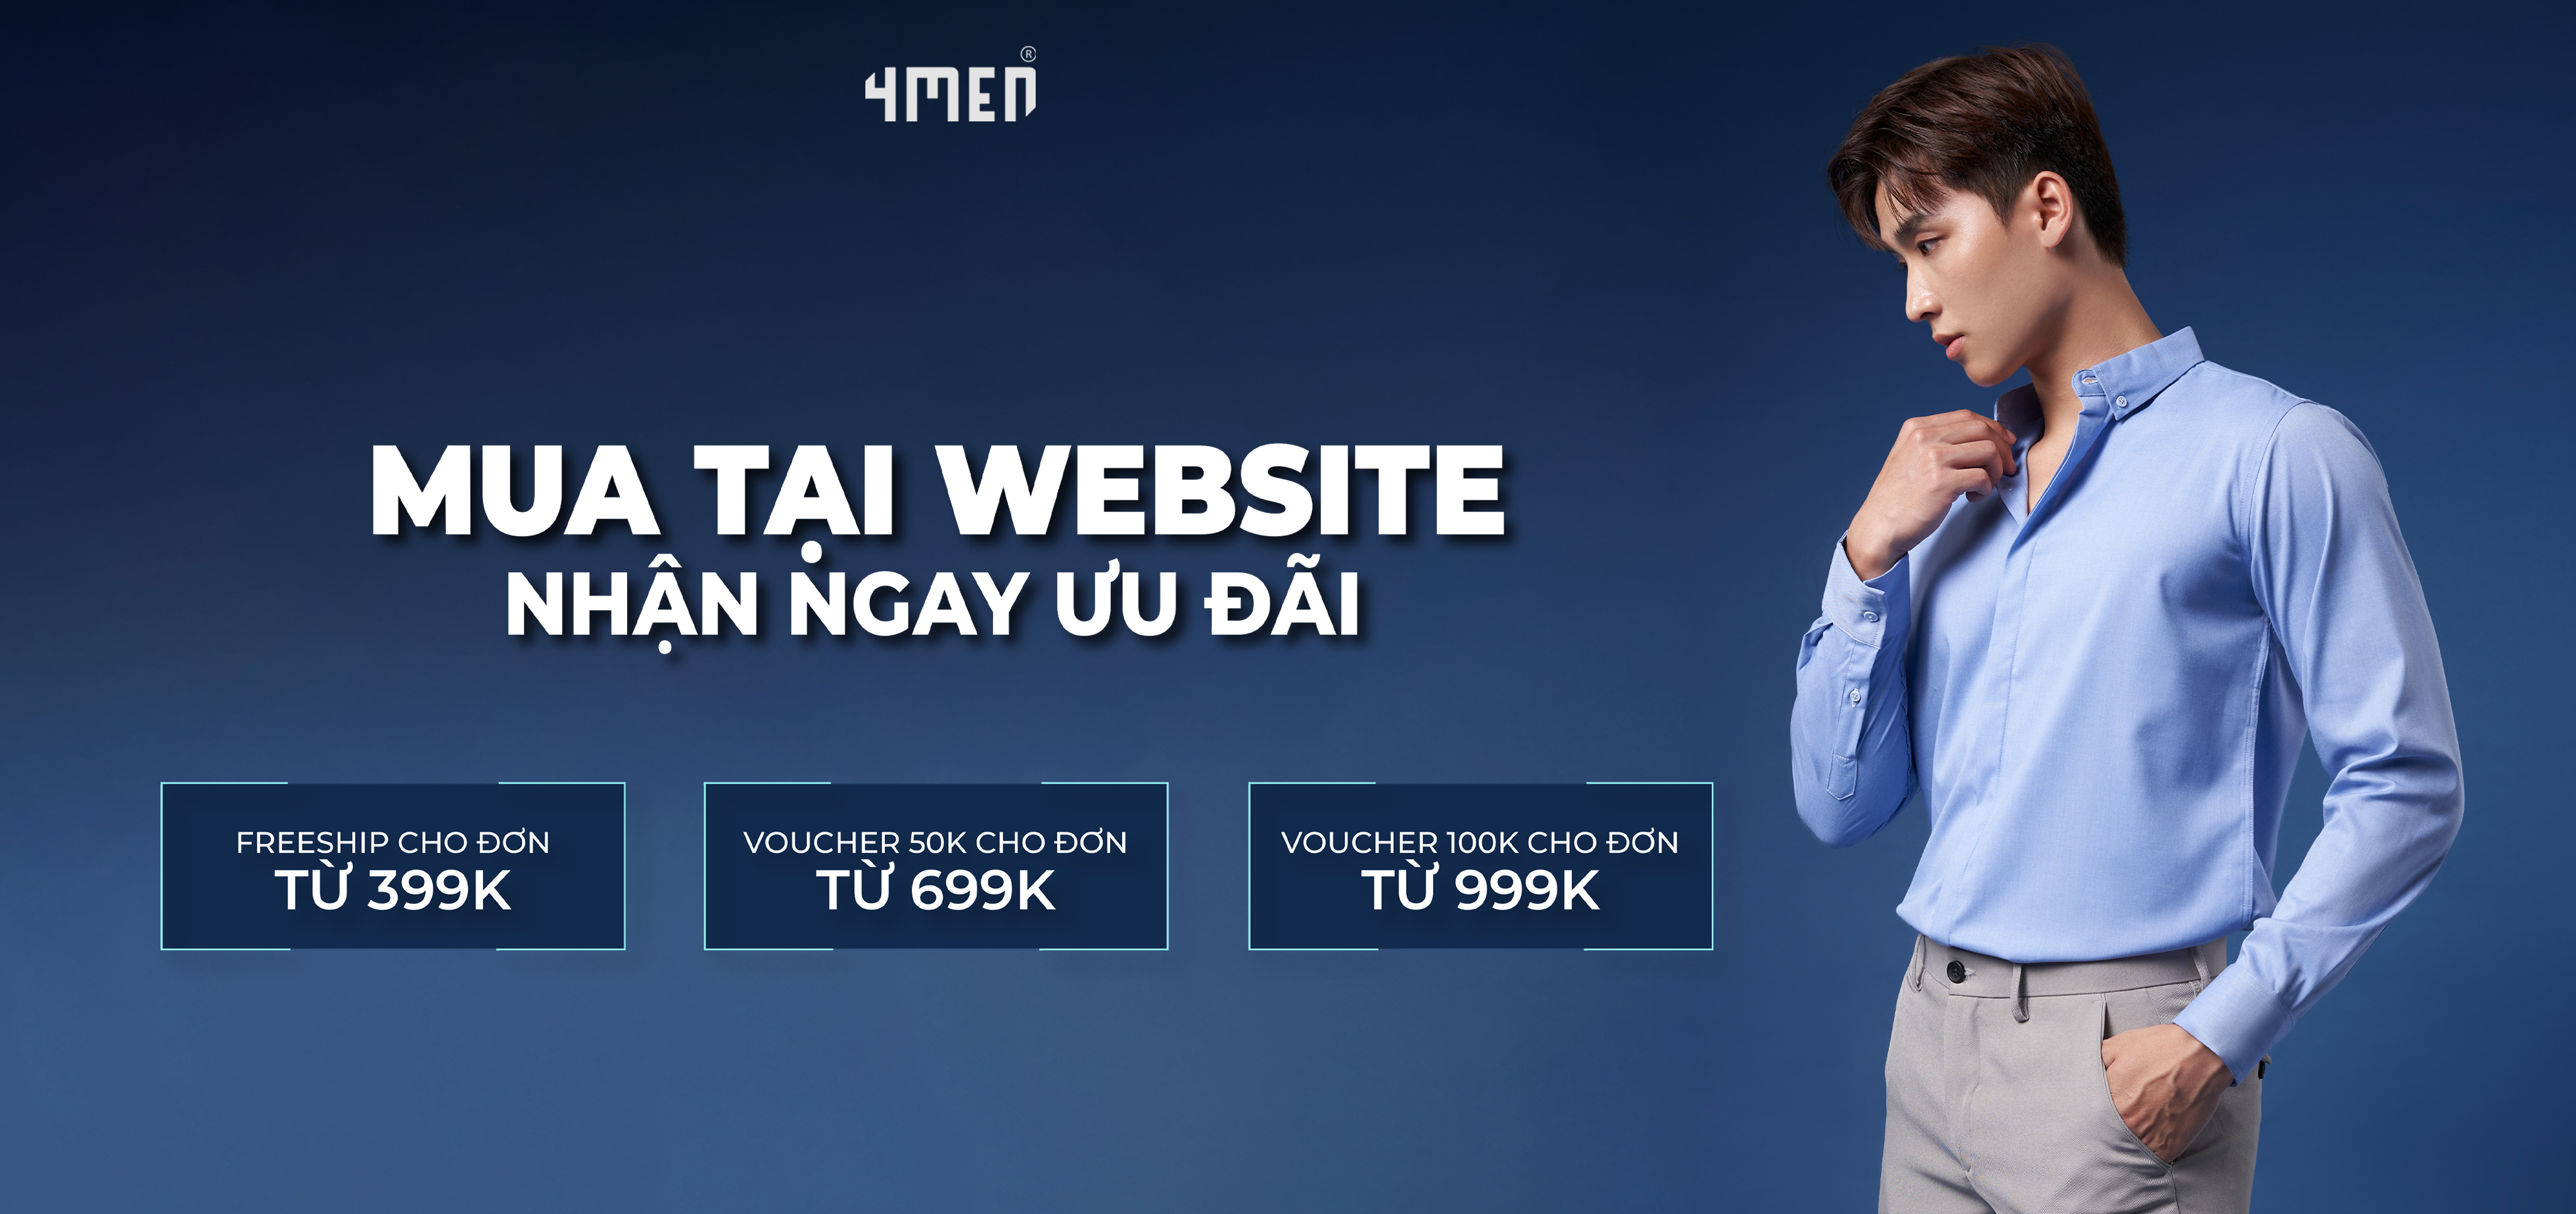 4MEN®
MUA TẠI WEBSITE
NHẬN NGAY ƯU ĐÃI
FREESHIP CHO ĐƠN
TỪ 399K
VOUCHER 50K CHO ĐƠN
TỪ 699K
VOUCHER 100K CHO ĐƠN
TỪ 999K